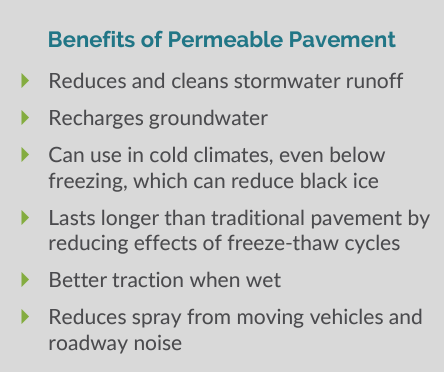 Benefits of Permeable Pavement
Reduces and cleans stormwater runoff
Recharges groundwater
Can use in cold climates, even below
freezing, which can reduce black ice
Lasts longer than traditional pavement by
reducing effects of freeze-thaw cycles
Better traction when wet
Reduces spray from moving vehicles and
roadway noise